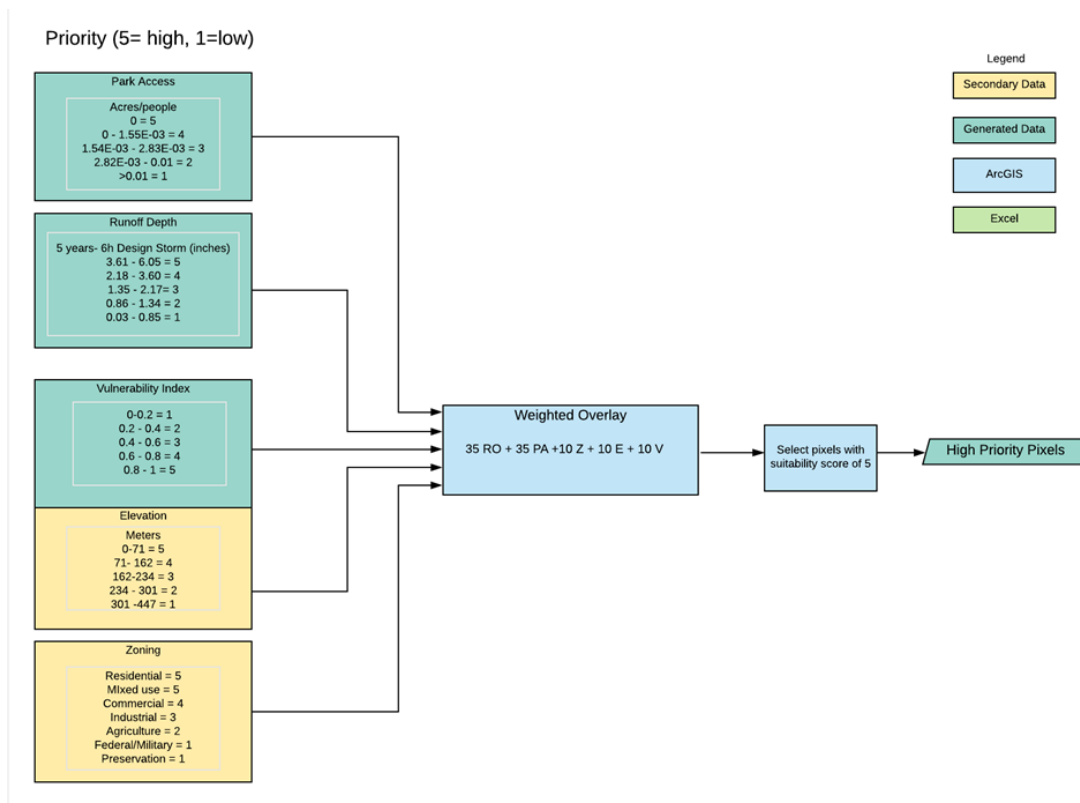 Priority (5= high, 1=low)
Park Access
Acres/people
0 = 5
0 - 1.55E-03 = 4
1.54E-03 - 2.83E-03 = 3
2.82E-03 - 0.01 = 2
>0.01 = 1
Runoff Depth
5 years- 6h Design Storm (inches)
3.61 - 6.05 = 5
2.18 - 3.60 = 4
1.35 - 2.17= 3
0.86 - 1.34 = 2
0.03 - 0.85 = 1
Vulnerability Index
0-0.2 = 1
0.2 - 0.4 = 2
0.4 - 0.6 = 3
0.6 - 0.8 = 4
0.8 - 1 = 5
Elevation
Meters
0-71 = 5
71- 162 = 4
162-234 = 3
234 - 301 = 2
301 -447 = 1
Zoning
Residential = 5
MIxed use = 5
Commercial = 4
Industrial = 3
Agriculture = 2
Federal/Military = 1
Preservation = 1
Weighted Overlay
35 RO + 35 PA +10 Z + 10 E + 10 V
Select pixels with
suitability score of 5
High Priority Pixels
Legend
Secondary Data
Generated Data
ArcGIS
Excel